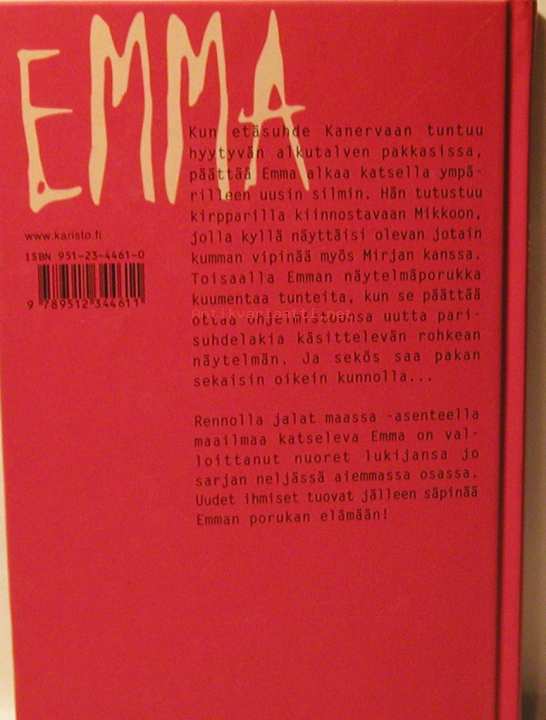 EMMA
Kun etäsuhde Kanervaan tuntuu
hyytyvän alkutalven pakkasissa,
päättää Emma alkaa katsella ympä-
rilleen uusin silmin. Hän tutustuu
kirpparilla kiinnostavaan Mikkoon,
jolla kyllä näyttäisi olevan jotain
kumman vipinää myös Mirjan kanssa.
Toisaalla Emman näytelmäporukka
kuumentaa tunteita, kun se päättää
ottaa ohjelmistoonsa uutta pari-
suhdelakia käsittelevän rohkean
näytelmän. Ja sekös saa pakan
sekaisin oikein kunnolla...
Rennolla jalat maassa -asenteella
maailmaa katseleva Emma on val-
loittanut nuoret lukijansa jo
sarjan neljässä aiemmassa osassa.
Uudet ihmiset tuovat jälleen säpinää
Emman porukan elämään!
www.karisto.fi
ISBN 951-23-4461-0
9 789512 344611
antikvariaatti.net